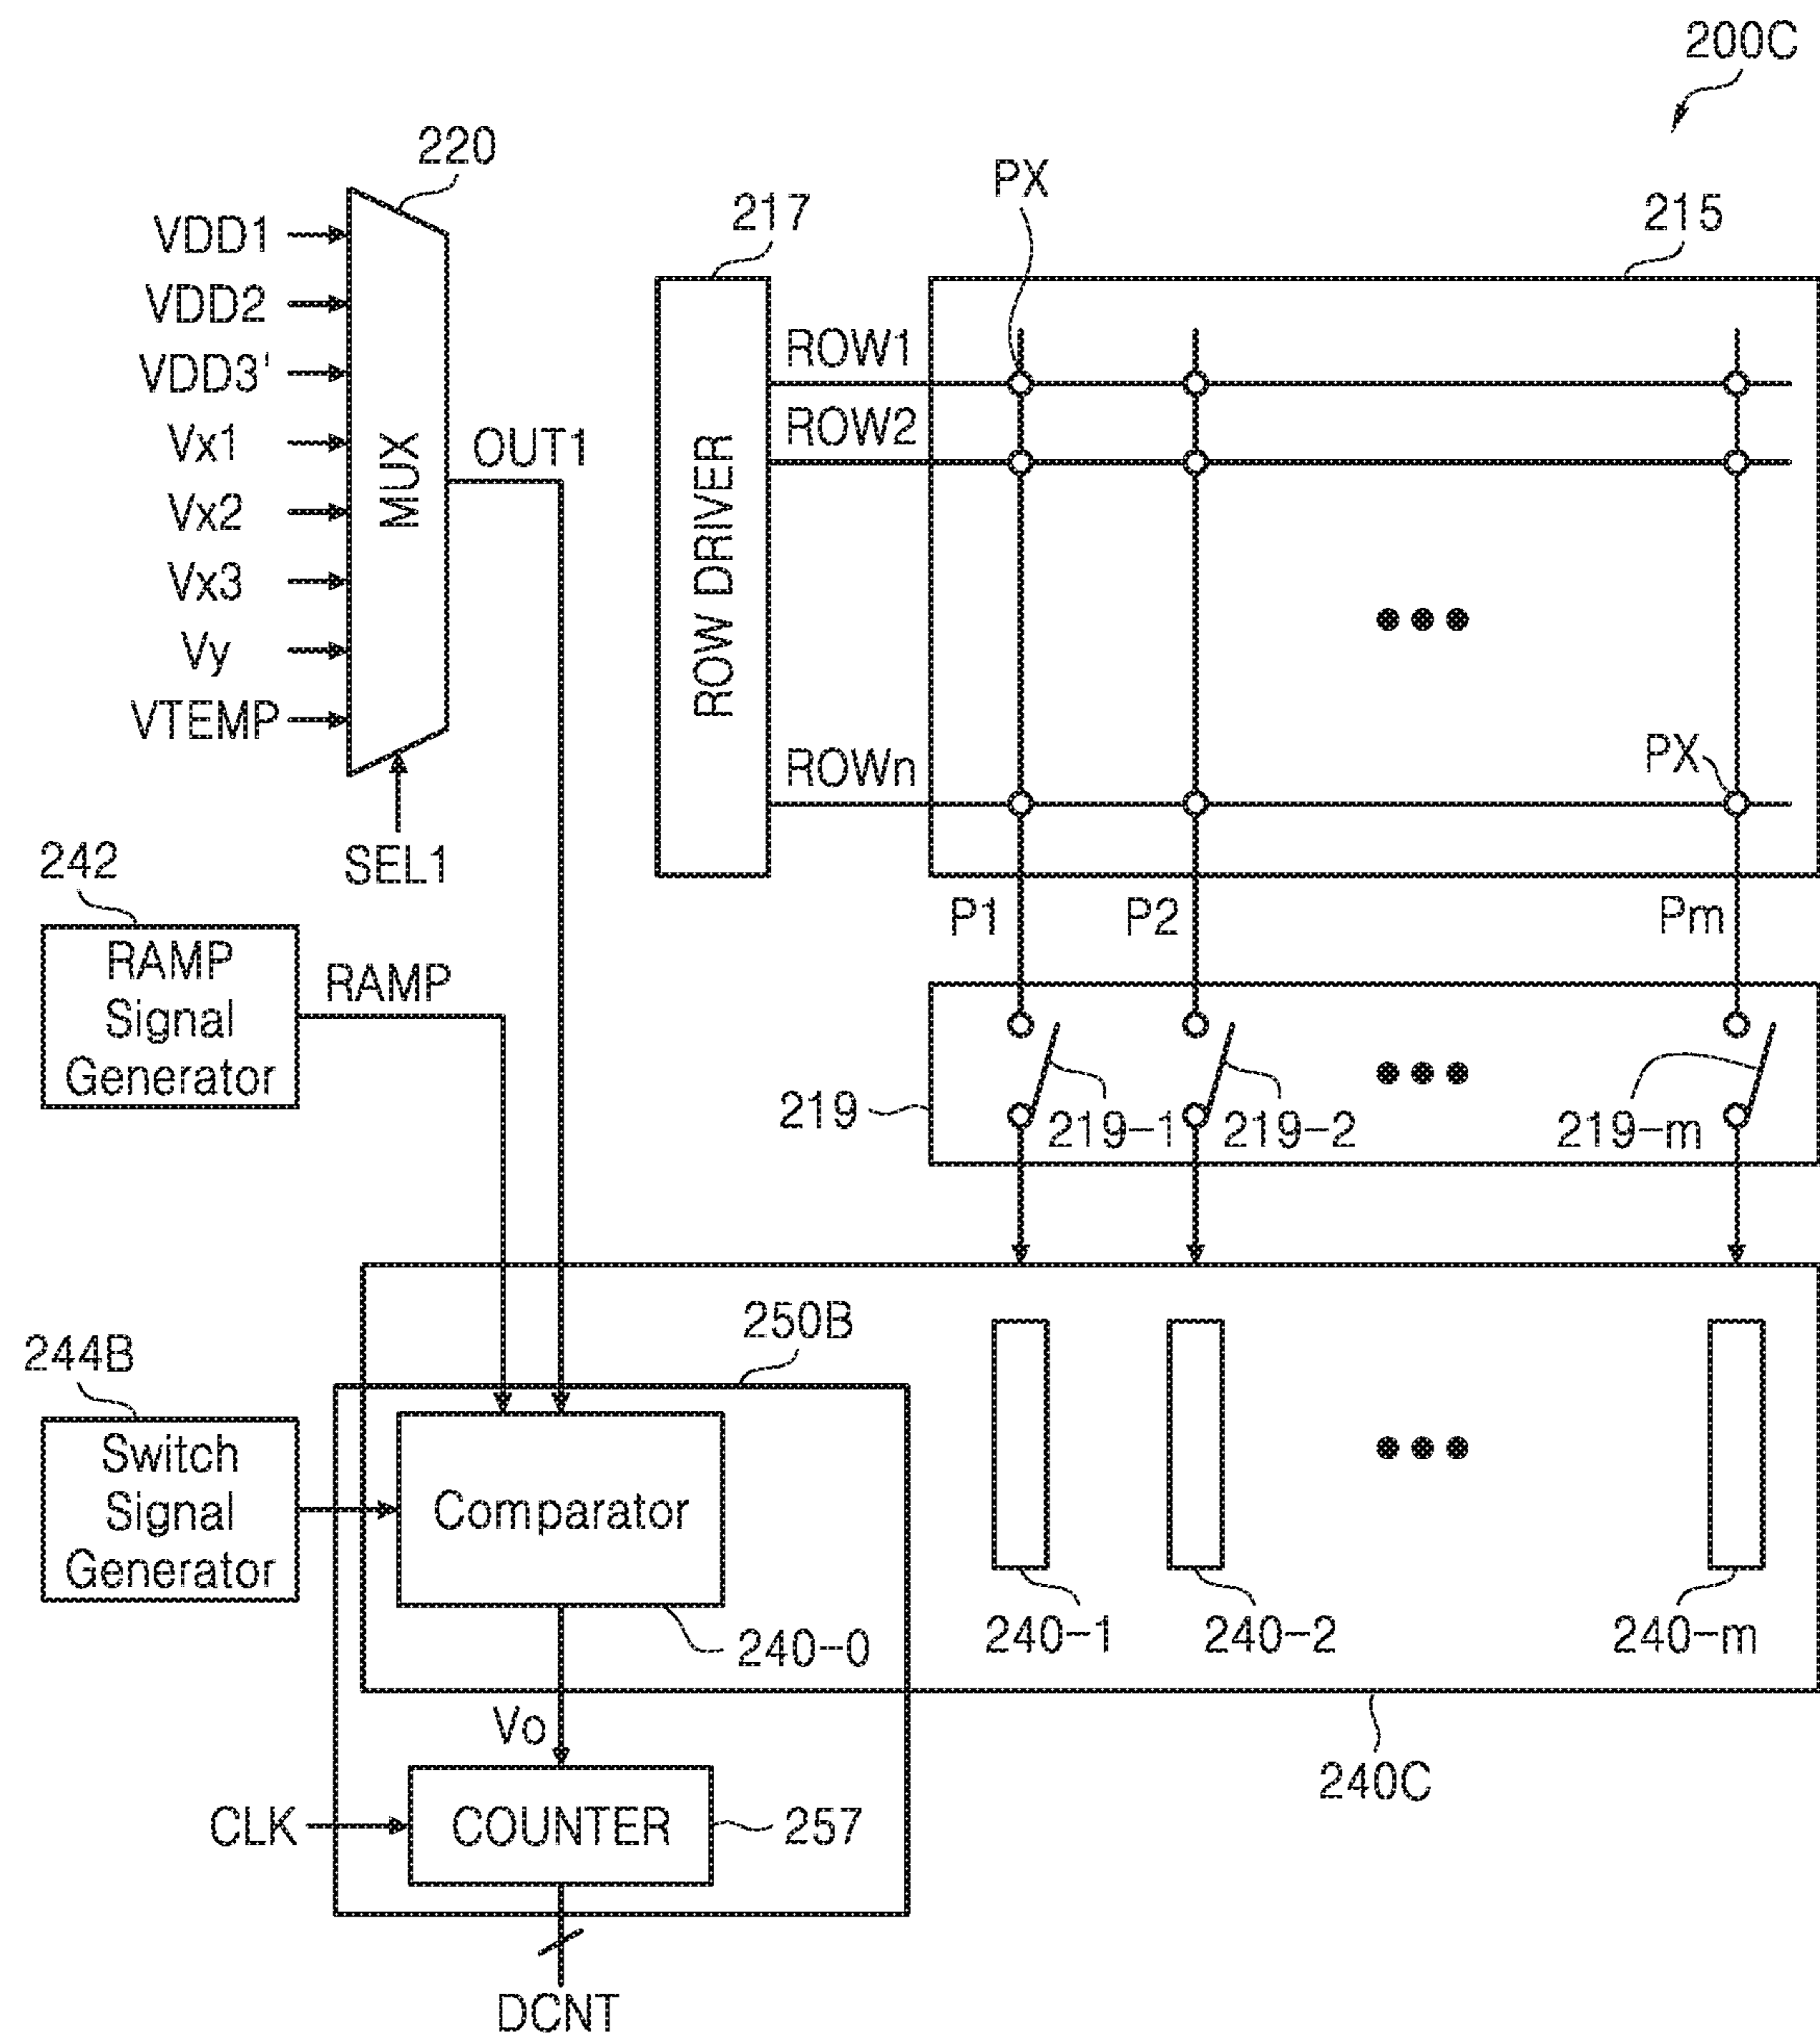 200C
220
PX
217
215
VDD1
VDD2
VDD3'
Vx1
Vx2
Vx3
Vy
VTEMP
MUX
OUT1
SEL1
ROW DRIVER
ROW1
ROW2
ROWn
PX
242
RAMP
Signal
Generator
RAMP
P1
P2
Pm
219
219-1
219-2
219-m
250B
244B
Switch
Signal
Generator
Comparator
240-0
240-1
240-2
240-m
240C
Vo
CLK
COUNTER
257
DCNT